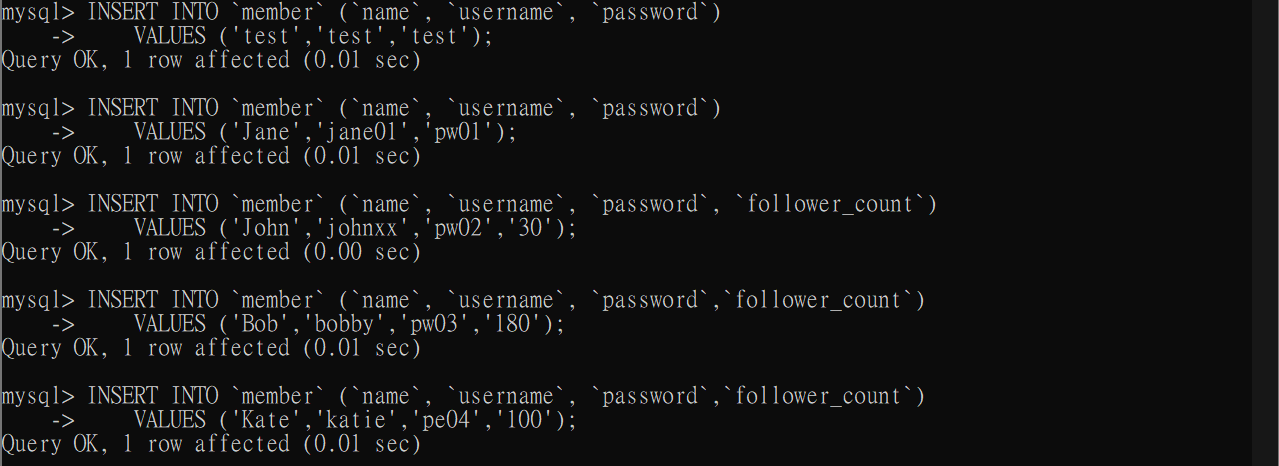 mysql> INSERT INTO `member` (`name`, `username`, `password`)
    ->     VALUES ('test','test','test');
Query OK, 1 row affected (0.01 sec)
mysql> INSERT INTO `member` (`name`, `username`, `password`)
    ->     VALUES ('Jane','jane01','pw01');
Query OK, 1 row affected (0.01 sec)
mysql> INSERT INTO `member` (`name`, `username`, `password`, `follower_count`)
    ->     VALUES ('John','johnxx','pw02','30');
Query OK, 1 row affected (0.00 sec)
mysql> INSERT INTO `member` (`name`, `username`, `password`,`follower_count`)
    ->     VALUES ('Bob','bobby','pw03','180');
Query OK, 1 row affected (0.01 sec)
mysql> INSERT INTO `member` (`name`, `username`, `password`,`follower_count`)
    ->     VALUES ('Kate','katie','pe04','100');
Query OK, 1 row affected (0.01 sec)